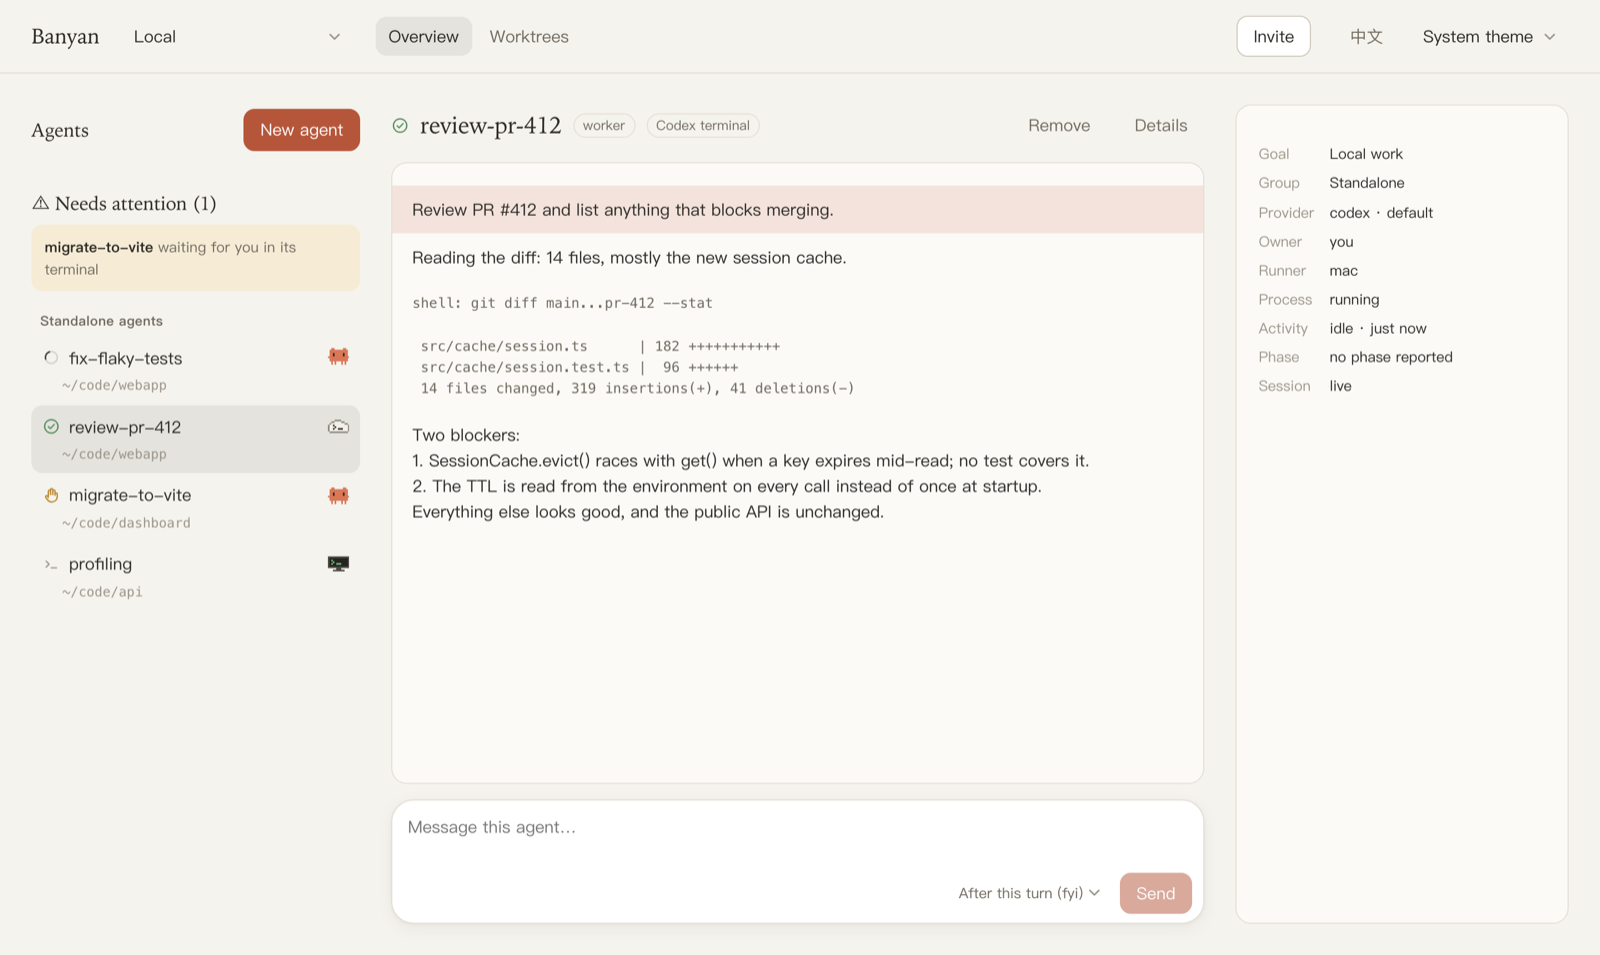 Banyan
Local
Overview
Worktrees
Invite
中文
System theme
Agents
New agent
Needs attention (1)
migrate-to-vite waiting for you in its
terminal
Standalone agents
fix-flaky-tests
~/code/webapp
review-pr-412
~/code/webapp
migrate-to-vite
~/code/dashboard
profiling
~/code/api
review-pr-412
worker
Codex terminal
Remove
Details
Review PR #412 and list anything that blocks merging.
Reading the diff: 14 files, mostly the new session cache.
shell: git diff main...pr-412 --stat
src/cache/session.ts | 182 +++++++++++
src/cache/session.test.ts | 96 ++++++
14 files changed, 319 insertions(+), 41 deletions(-)
Two blockers:
1. SessionCache.evict() races with get() when a key expires mid-read; no test covers it.
2. The TTL is read from the environment on every call instead of once at startup.
Everything else looks good, and the public API is unchanged.
Message this agent...
After this turn (fyi)
Send
Goal Local work
Group Standalone
Provider codex · default
Owner you
Runner mac
Process running
Activity idle · just now
Phase no phase reported
Session live